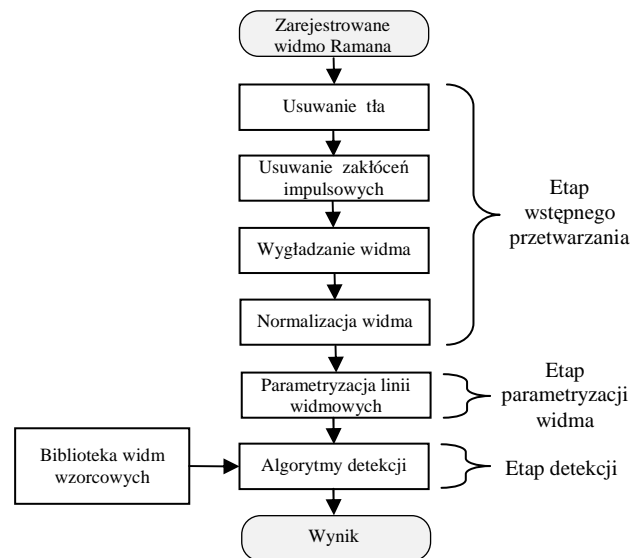 Zarejestrowane
widmo Ramana
Usuwanie tła
Usuwanie zakłóceń
impulsowych
Wygładzanie widma
Normalizacja widma
Etap
wstępnego
przetwarzania
Parametryzacja linii
widmowych
Etap
parametryzacji
widma
Biblioteka widm
wzorcowych
Algorytmy detekcji
Etap detekcji
Wynik